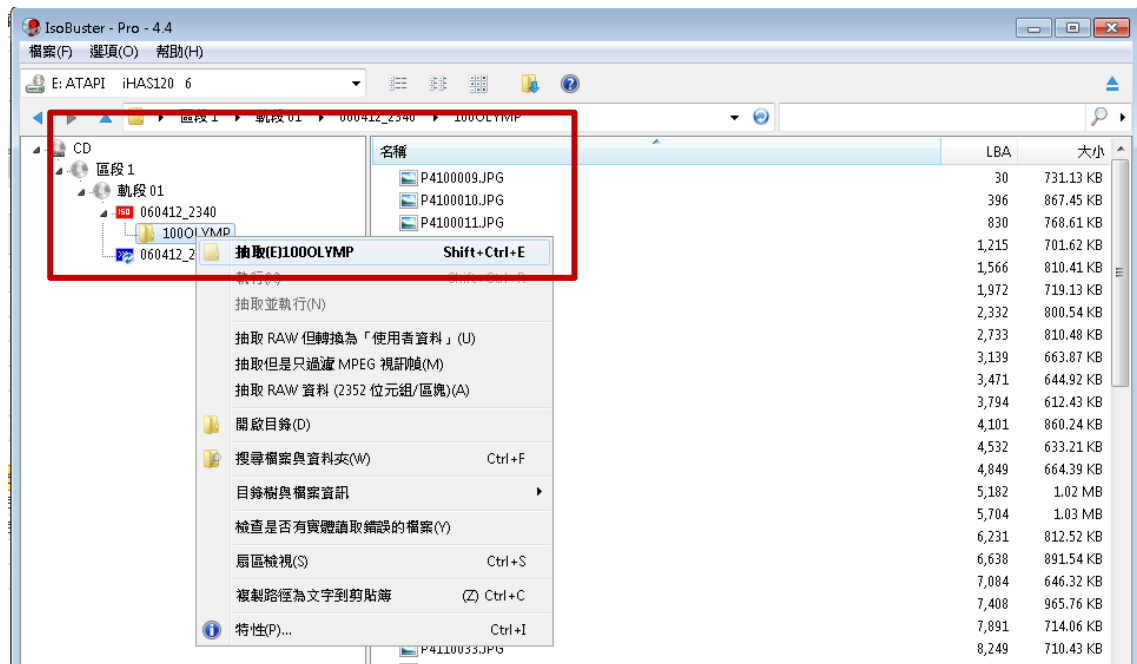 IsoBuster - Pro - 4.4
檔案(F) 選項(O) 幫助(H)
E: ATAPI iHAS120 6
區段 1 軌段 01 060412_2340 100OLYMP
CD
區段 1
軌段 01
060412_2340
100OLYMP
060412_2
名稱 LBA 大小
P4100009.JPG 30 731.13 KB
P4100010.JPG 396 867.45 KB
P4100011.JPG 830 768.61 KB
1,215 701.62 KB
1,566 810.41 KB
1,972 719.13 KB
2,332 800.54 KB
2,733 810.48 KB
3,139 663.87 KB
3,471 644.92 KB
3,794 612.43 KB
4,101 860.24 KB
4,532 633.21 KB
4,849 664.39 KB
5,182 1.02 MB
5,704 1.03 MB
6,231 812.52 KB
6,638 891.54 KB
7,084 646.32 KB
7,408 965.76 KB
7,891 714.06 KB
P4110033.JPG 8,249 710.43 KB
抽取(E)100OLYMP Shift+Ctrl+E
執行(X) Shift+Ctrl+R
抽取並執行(N)
抽取 RAW 但轉換為「使用者資料」(U)
抽取但是只過濾 MPEG 視訊幀(M)
抽取 RAW 資料 (2352 位元組/區塊)(A)
開啟目錄(D)
搜尋檔案與資料夾(W) Ctrl+F
目錄樹與檔案資訊
檢查是否有實體讀取錯誤的檔案(Y)
扇區檢視(S) Ctrl+S
複製路徑為文字到剪貼簿 (Z) Ctrl+C
特性(P)... Ctrl+I